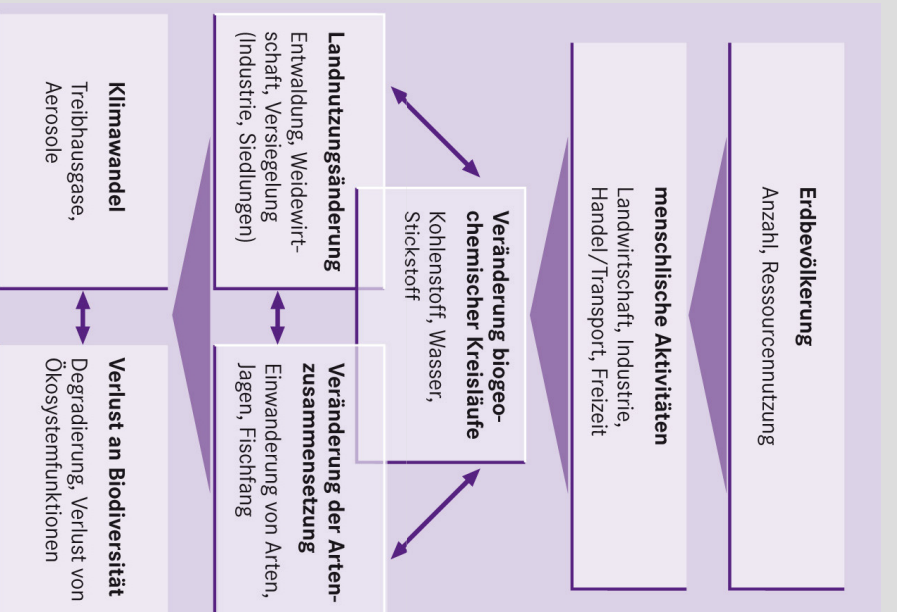 Erdbevölkerung
Anzahl, Ressourcennutzung
menschlische Aktivitäten
Landwirtschaft, Industrie,
Handel/Transport, Freizeit
Veränderung biogeo-
chemischer Kreisläufe
Kohlenstoff, Wasser,
Stickstoff
Landnutzungsänderung
Entwaldung, Weidewirt-
schaft, Versiegelung
(Industrie, Siedlungen)
Veränderung der Arten-
zusammensetzung
Einwanderung von Arten,
Jagen, Fischfang
Klimawandel
Treibhausgase,
Aerosole
Verlust an Biodiversität
Degradierung, Verlust von
Ökosystemfunktionen